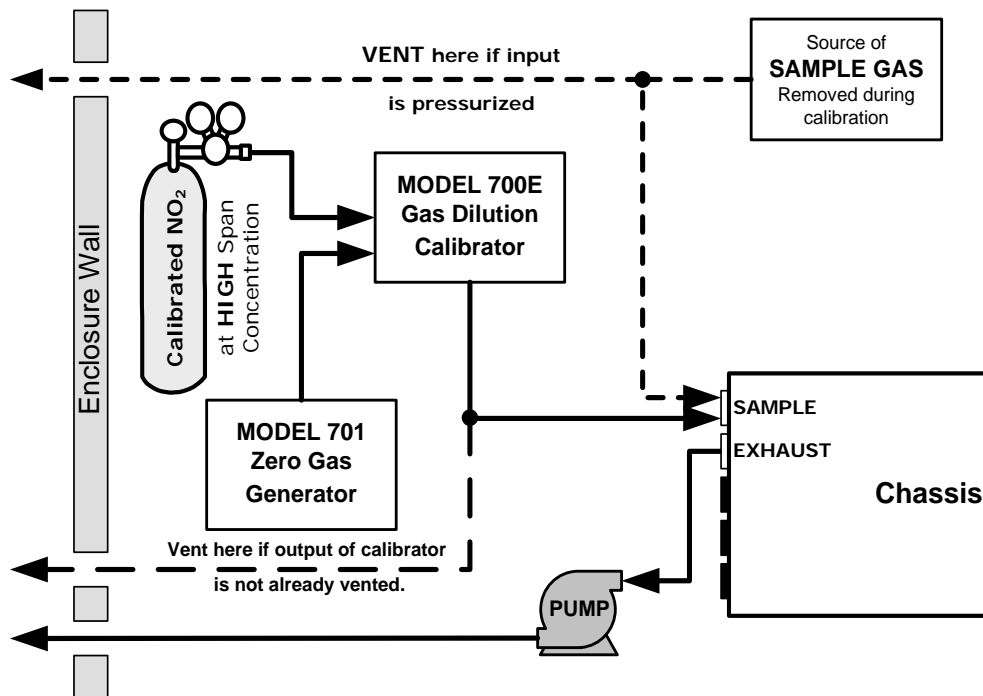 VENT here if input
is pressurized
Source of
SAMPLE GAS
Removed during
calibration
Enclosure Wall
Calibrated NO2
at HIGH Span
Concentration
MODEL 700E
Gas Dilution
Calibrator
MODEL 701
Zero Gas
Generator
SAMPLE
EXHAUST
Chassis
Vent here if output of calibrator
is not already vented.
PUMP